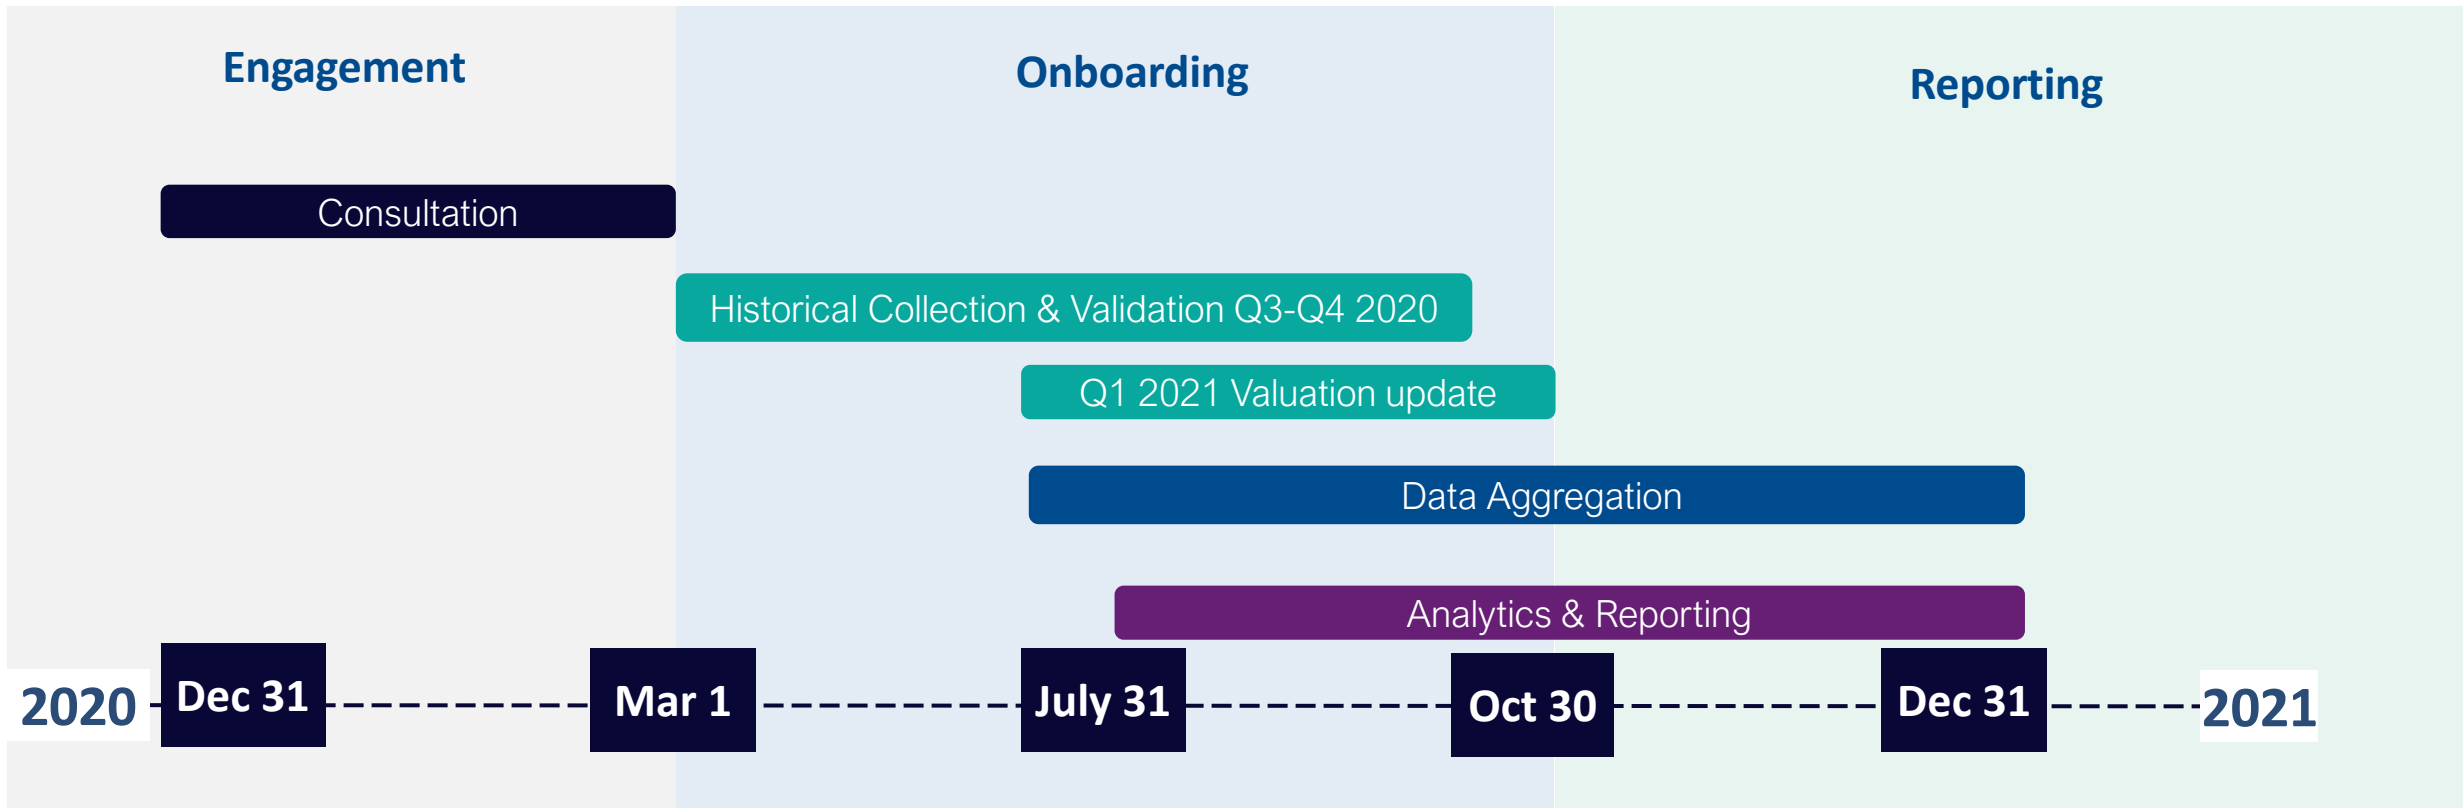 Engagement
Onboarding
Reporting
Consultation
Historical Collection & Validation Q3-Q4 2020
Q1 2021 Valuation update
Data Aggregation
Analytics & Reporting
2020
Dec 31
Mar 1
July 31
Oct 30
Dec 31
2021